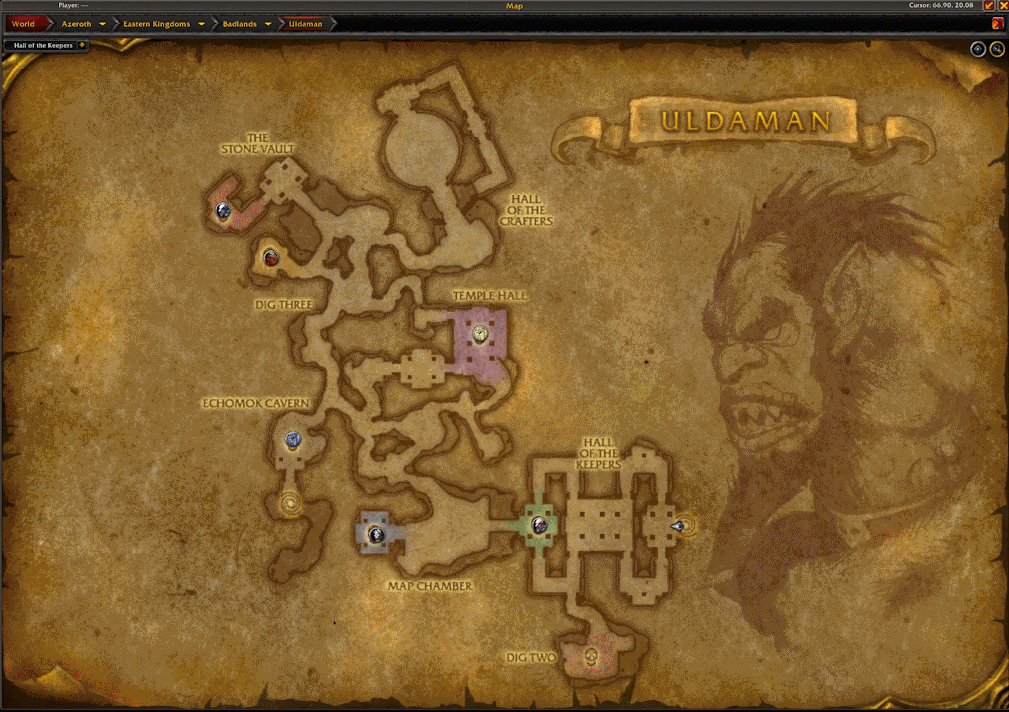 Player: ---
Map
Cursor: 66.90, 20.08
World
Azeroth
Eastern Kingdoms
Badlands
Uldaman
Hall of the Keepers
ULDAMAN
THE
STONE VAULT
HALL
OF THE
CRAFTERS
DIG THREE
TEMPLE HALL
ECHOMOK CAVERN
HALL
OF THE
KEEPERS
MAP CHAMBER
DIG TWO